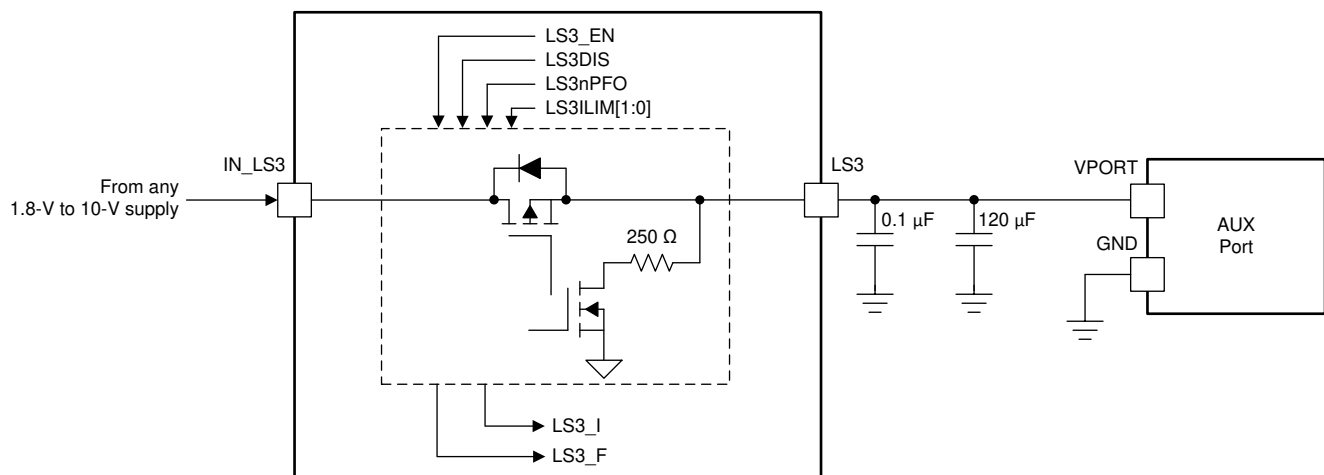 LS3_EN
LS3DIS
LS3nPFO
LS3ILIM[1:0]
IN_LS3
LS3
VPORT
From any
1.8-V to 10-V supply
0.1 µF
120 µF
AUX
Port
250 Ω
GND
LS3_I
LS3_F